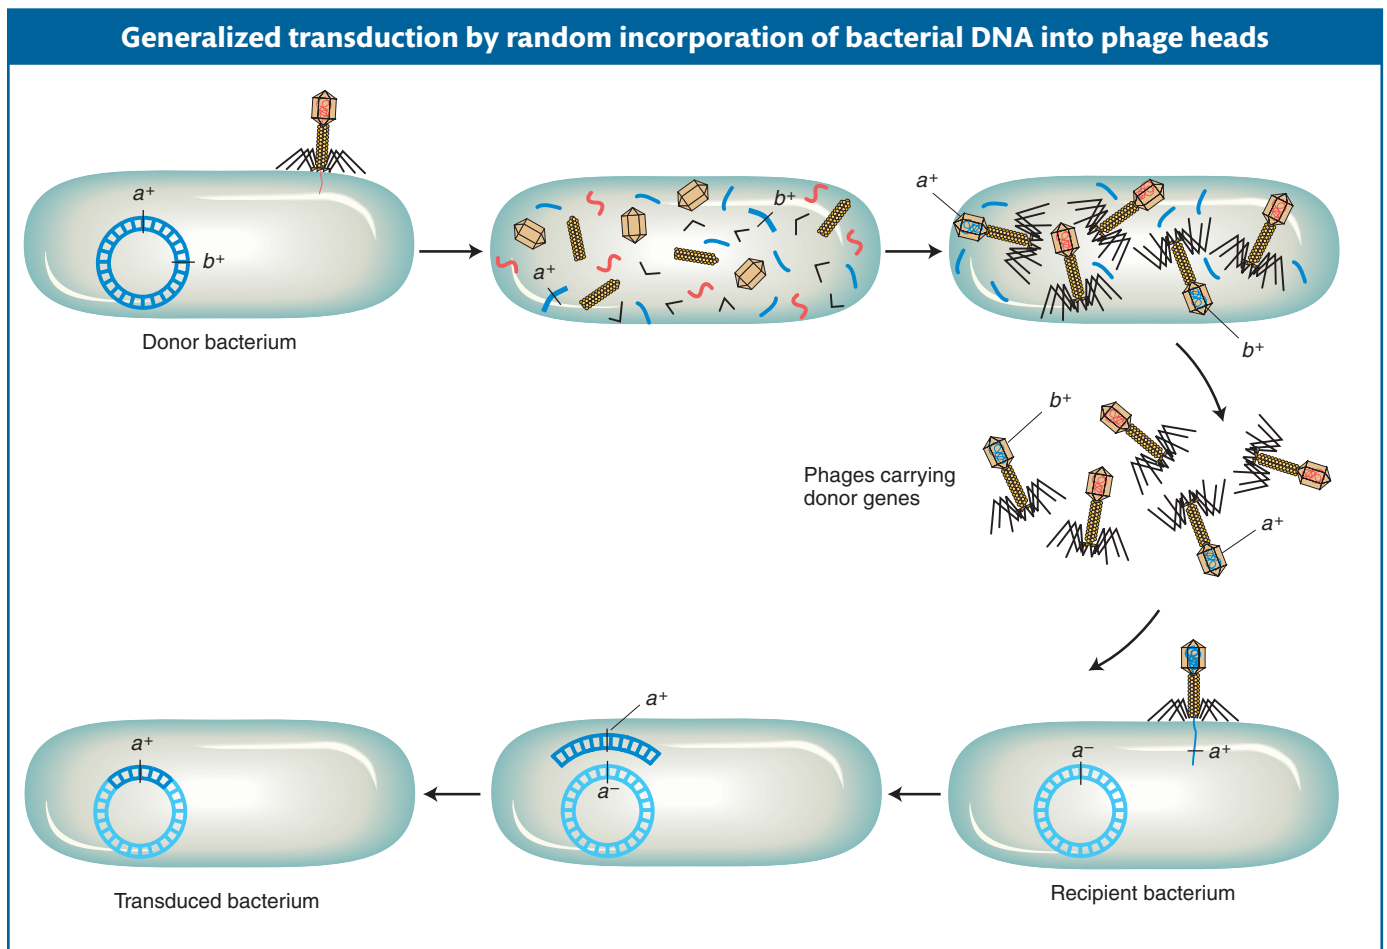 Generalized transduction by random incorporation of bacterial DNA into phage heads
a+
b+
Donor bacterium
a+
b+
a+
b+
b+
Phages carrying
donor genes
a+
a+
a−
a+
Recipient bacterium
a+
a−
Transduced bacterium